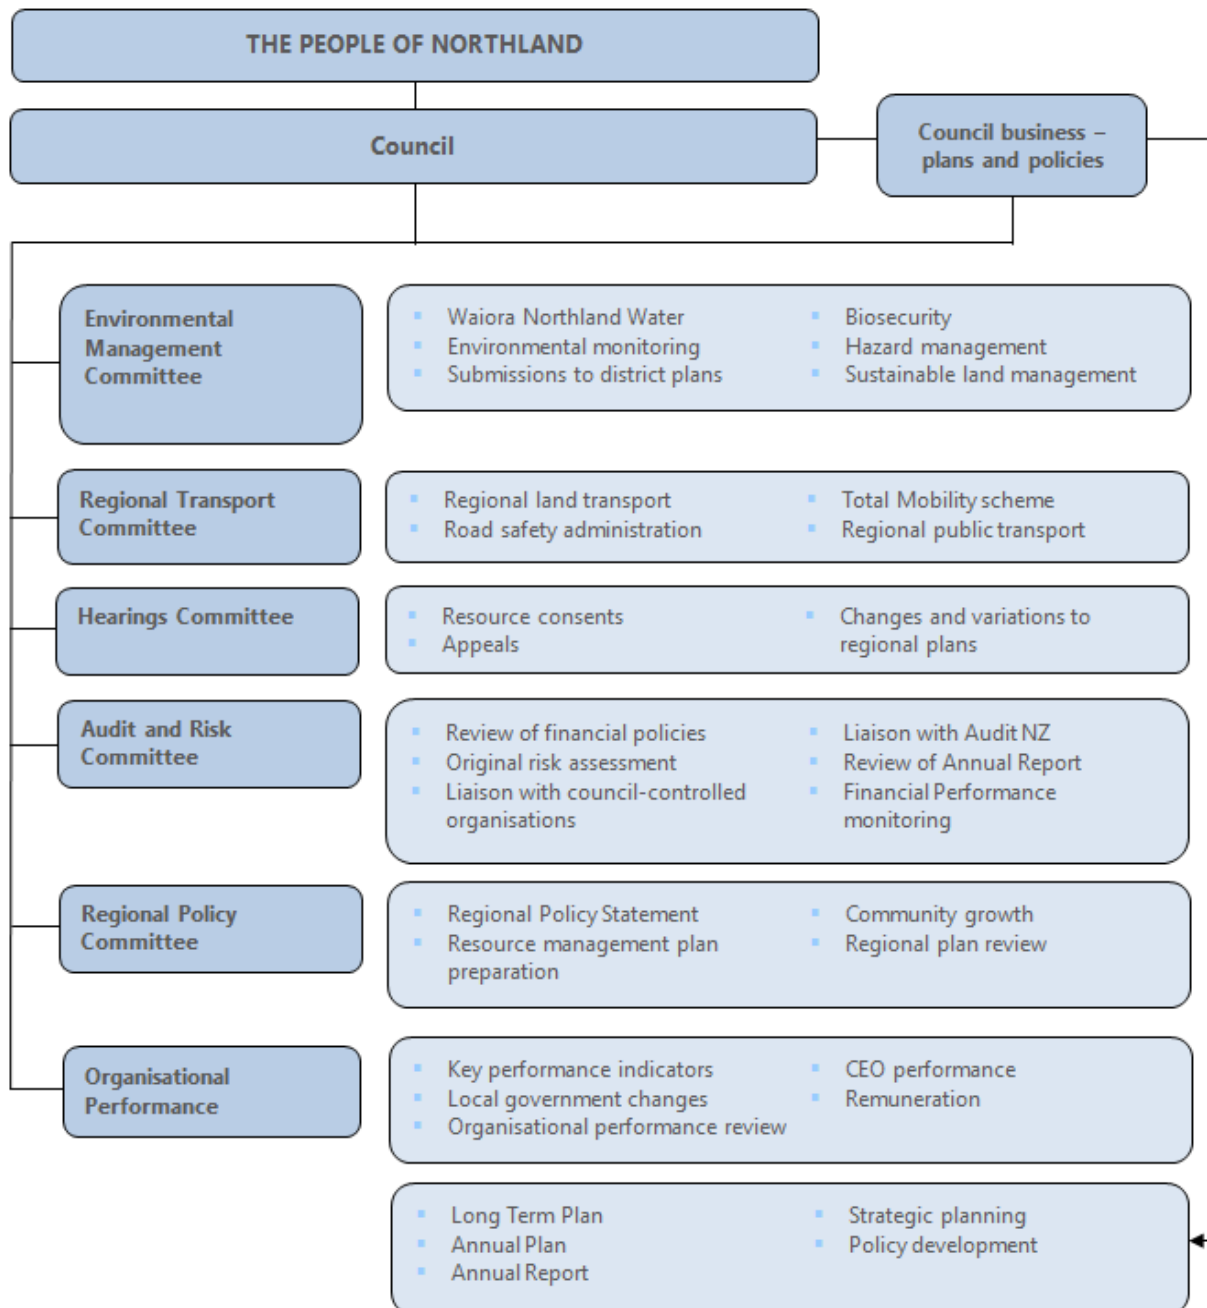 THE PEOPLE OF NORTHLAND
Council
Council business –
plans and policies
Environmental
Management
Committee
Waiora Northland Water
Environmental monitoring
Submissions to district plans
Biosecurity
Hazard management
Sustainable land management
Regional Transport
Committee
Regional land transport
Road safety administration
Total Mobility scheme
Regional public transport
Hearings Committee
Resource consents
Appeals
Changes and variations to
regional plans
Audit and Risk
Committee
Review of financial policies
Original risk assessment
Liaison with council-controlled
organisations
Liaison with Audit NZ
Review of Annual Report
Financial Performance
monitoring
Regional Policy
Committee
Regional Policy Statement
Resource management plan
preparation
Community growth
Regional plan review
Organisational
Performance
Key performance indicators
Local government changes
Organisational performance review
CEO performance
Remuneration
Long Term Plan
Annual Plan
Annual Report
Strategic planning
Policy development